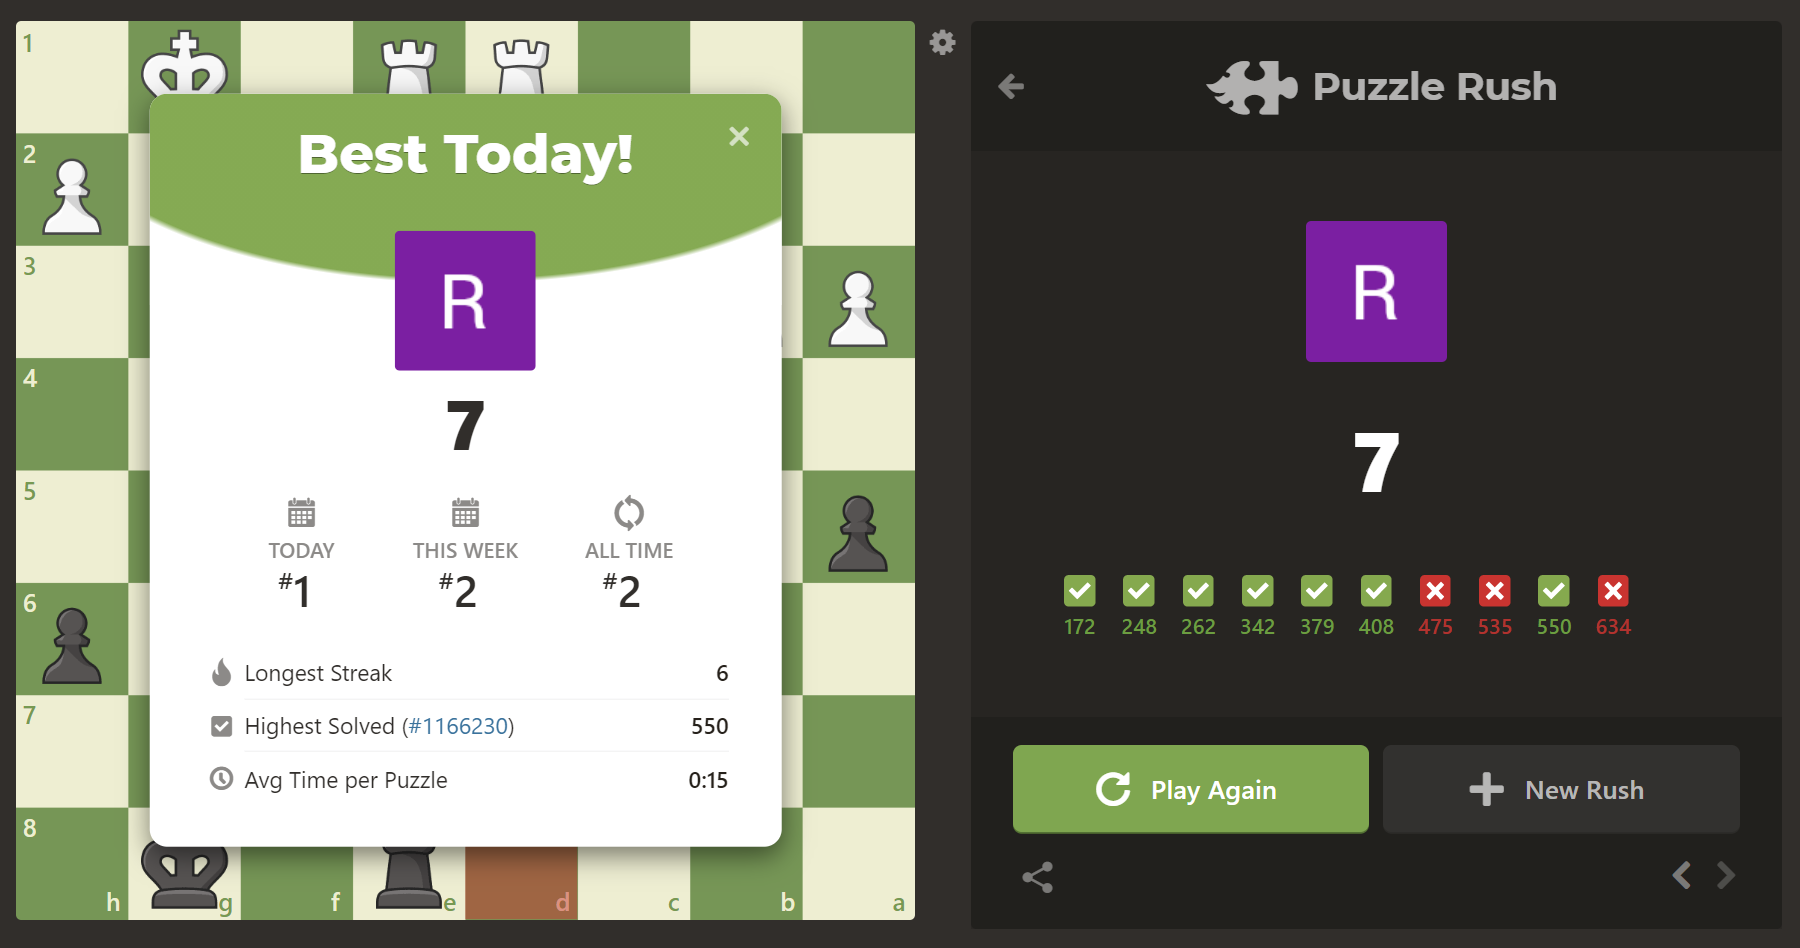 1
2
3
4
5
6
7
8
h
g
f
e
d
c
b
a
Best Today!
R
7
TODAY
#1
THIS WEEK
#2
ALL TIME
#2
Longest Streak 6
Highest Solved (#1166230) 550
Avg Time per Puzzle 0:15
Puzzle Rush
R
7
172 248 262 342 379 408 475 535 550 634
Play Again
New Rush